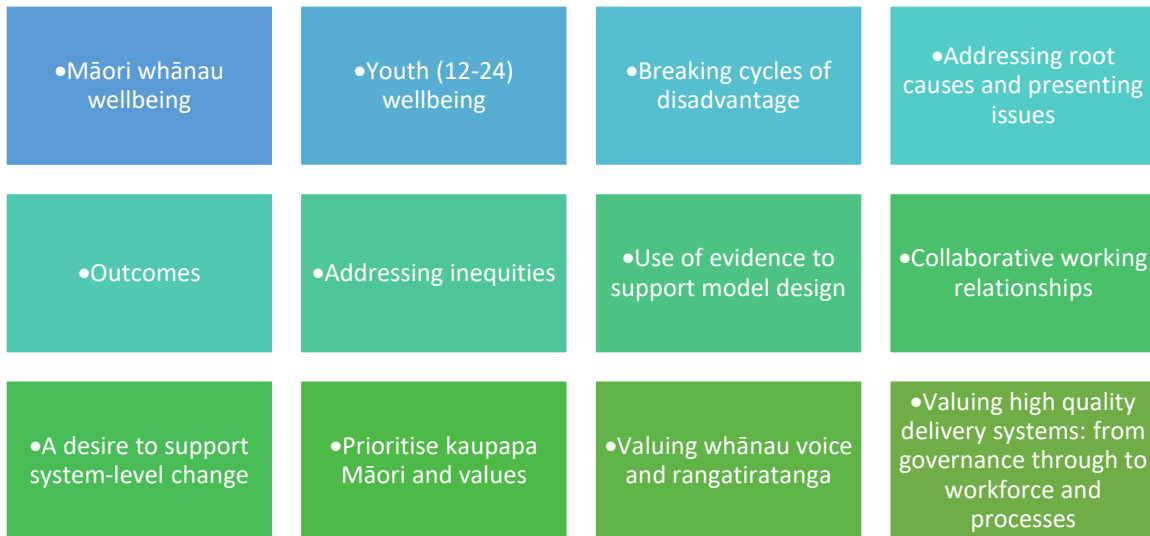 •Māori whānau
wellbeing
•Youth (12-24)
wellbeing
•Breaking cycles of
disadvantage
•Addressing root
causes and presenting
issues
•Outcomes
•Addressing inequities
•Use of evidence to
support model design
•Collaborative working
relationships
•A desire to support
system-level change
•Prioritise kaupapa
Māori and values
•Valuing whānau voice
and rangatiratanga
•Valuing high quality
delivery systems: from
governance through to
workforce and
processes